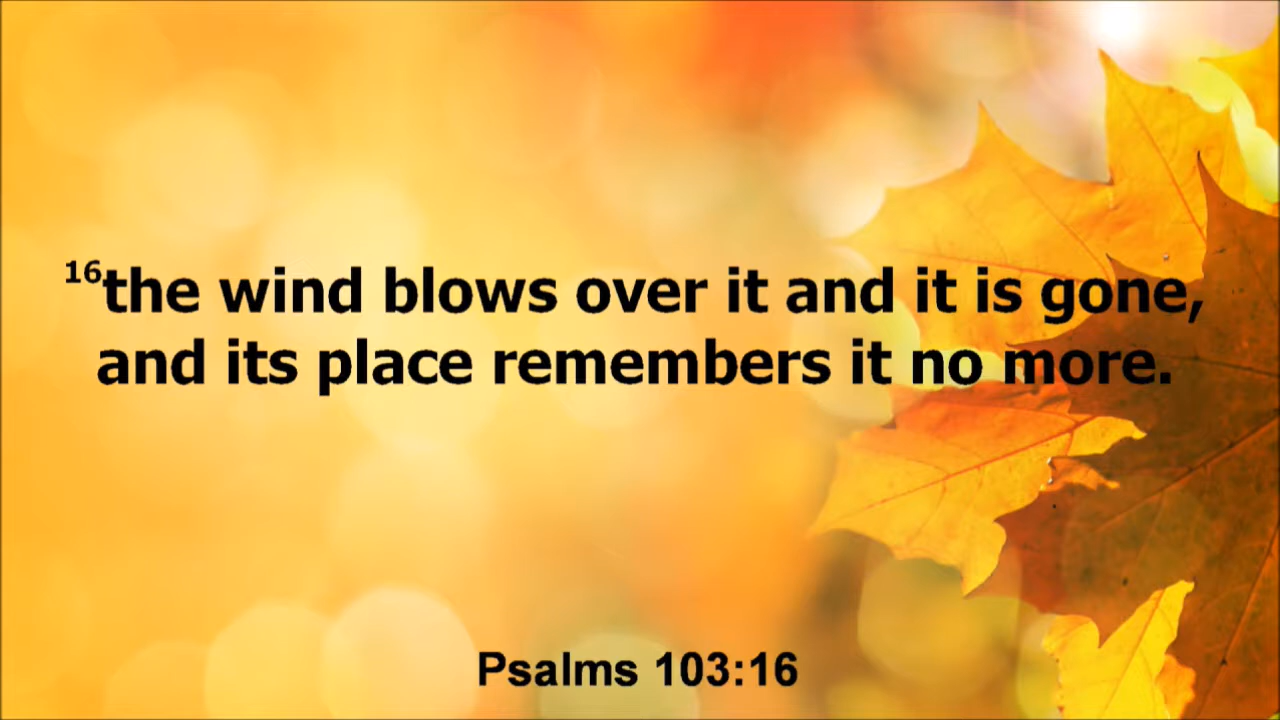 16the wind blows over it and it is gone,
and its place remembers it no more.
Psalms 103:16